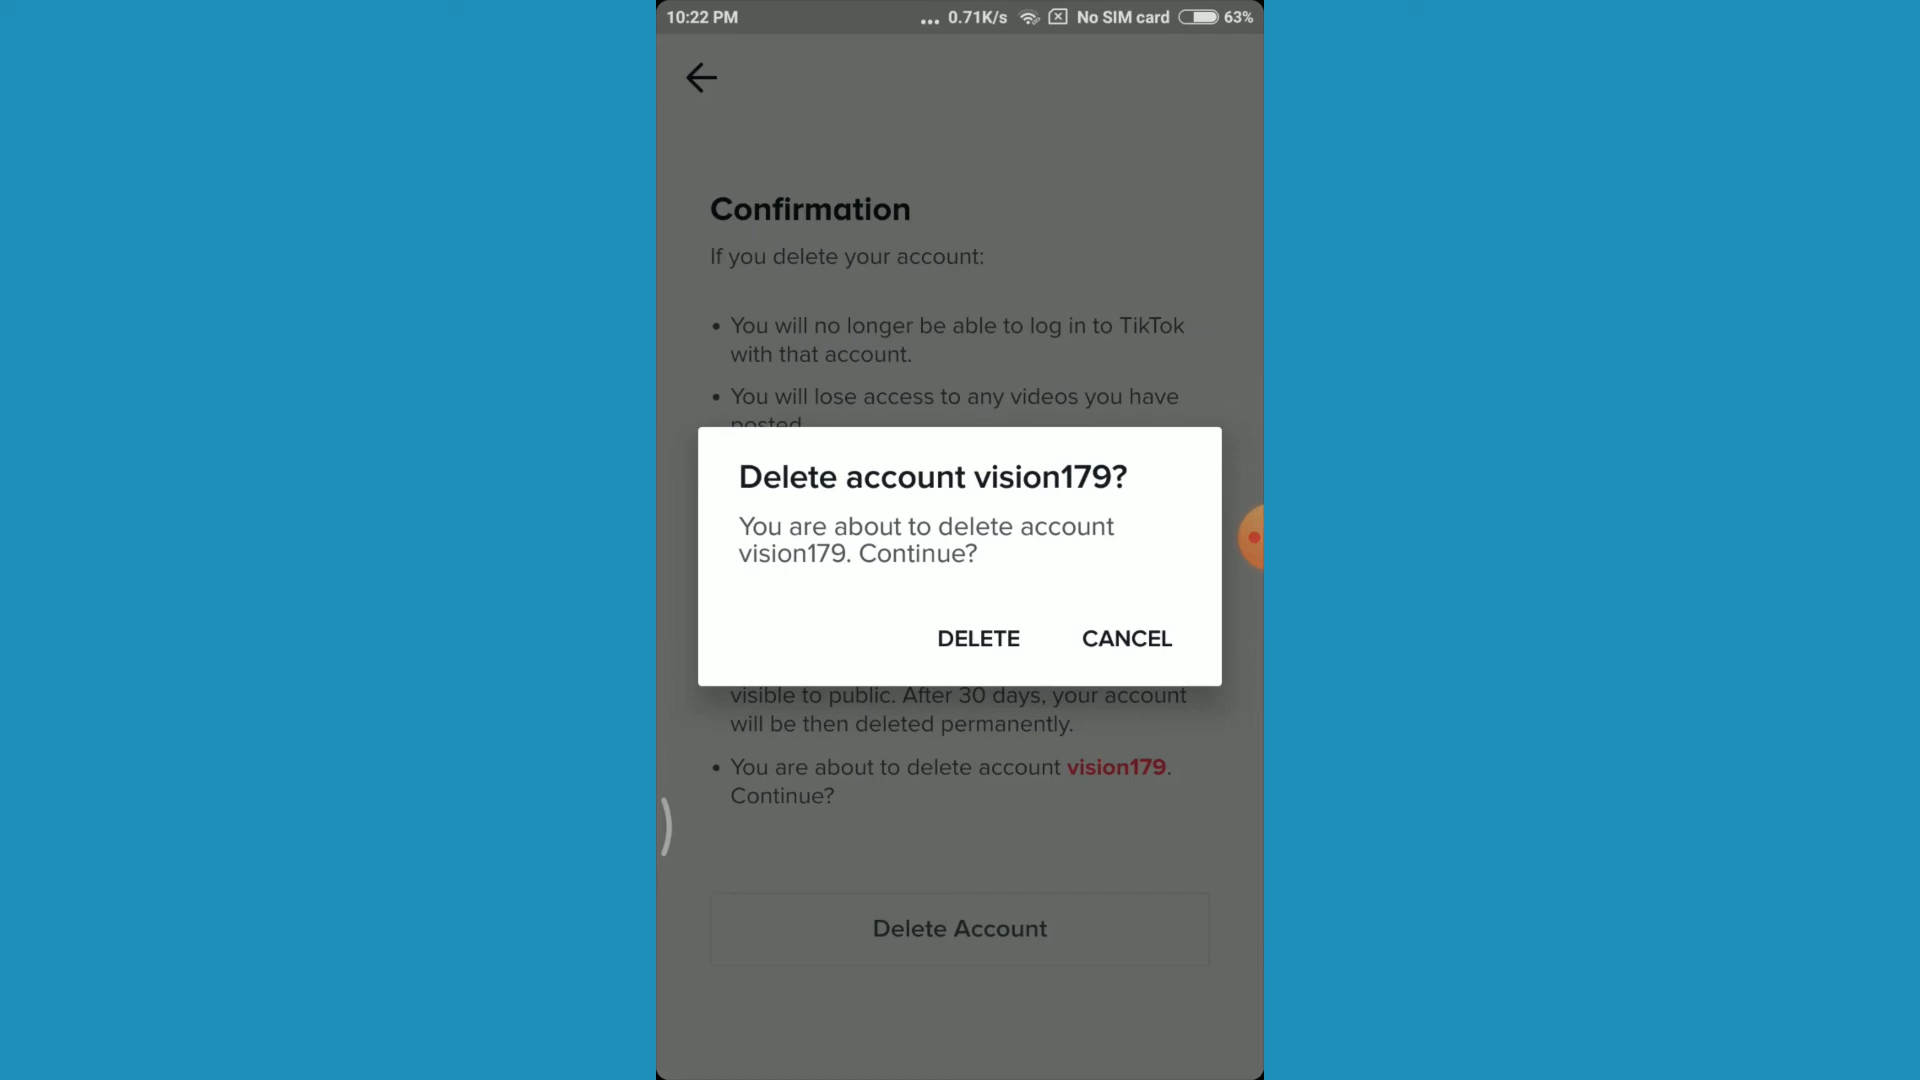 10:22 PM
... 0.71K/s No SIM card 63%
Confirmation
If you delete your account:
• You will no longer be able to log in to TikTok
with that account.
• You will lose access to any videos you have
posted.
Delete account vision179?
You are about to delete account
vision179. Continue?
DELETE CANCEL
visible to public. After 30 days, your account
will be then deleted permanently.
• You are about to delete account vision179.
Continue?
Delete Account